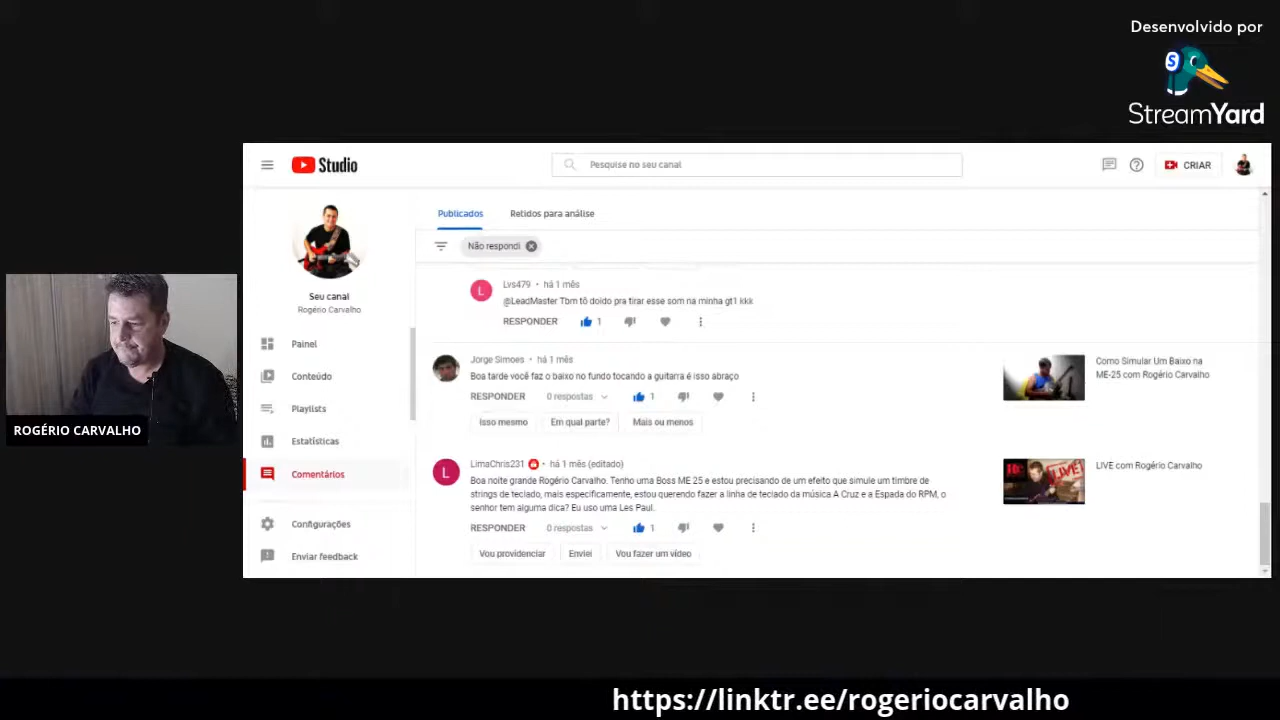 Desenvolvido por
StreamYard
Studio
Pesquise no seu canal
CRIAR
Seu canal
Rogério Carvalho
Painel
Conteúdo
Playlists
Estatísticas
Comentários
Configurações
Enviar feedback
Publicados
Retidos para análise
Não respondi
Lvs479 • há 1 mês
@LeadMaster Tbm tô doido pra tirar esse som na minha gt1 kkk
RESPONDER 1
Jorge Simoes • há 1 mês
Boa tarde você faz o baixo no fundo tocando a guitarra é isso abraço
RESPONDER 0 respostas 1
Isso mesmo Em qual parte? Mais ou menos
Como Simular Um Baixo na
ME-25 com Rogério Carvalho
LimaChris231 • há 1 mês (editado)
Boa noite grande Rogério Carvalho. Tenho uma Boss ME 25 e estou precisando de um efeito que simule um timbre de
strings de teclado, mais especificamente, estou querendo fazer a linha de teclado da música A Cruz e a Espada do RPM, o
senhor tem alguma dica? Eu uso uma Les Paul.
RESPONDER 0 respostas 1
Vou providenciar Enviei Vou fazer um vídeo
LIVE!
LIVE com Rogério Carvalho
ROGÉRIO CARVALHO
https://linktr.ee/rogeriocarvalho